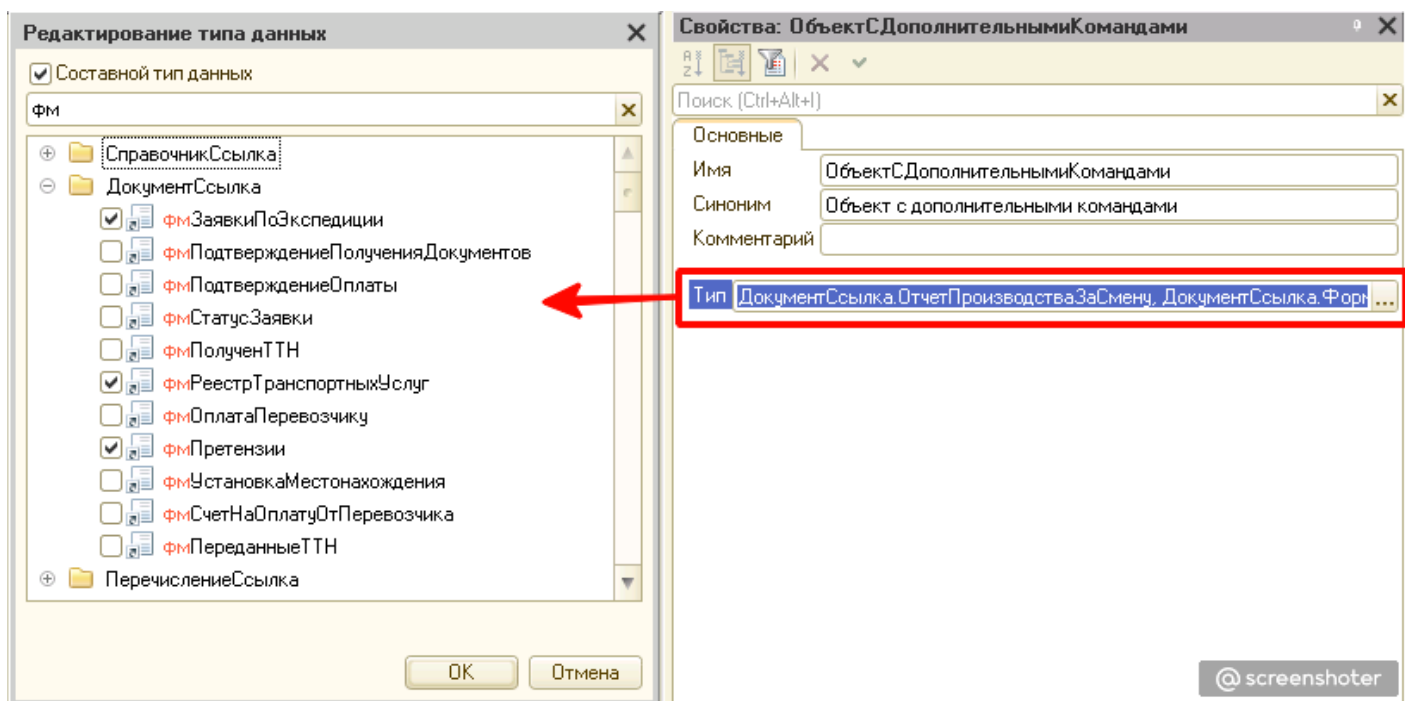 Редактирование типа данных
Составной тип данных
фм
СправочникСсылка
ДокументСсылка
фмЗаявкиПоЭкспедиции
фмПодтверждениеПолученияДокументов
фмПодтверждениеОплаты
фмСтатусЗаявки
фмПолученТТН
фмРеестрТранспортныхУслуг
фмОплатаПеревозчику
фмПретензии
фмУстановкаМестонахождения
фмСчетНаОплатуОтПеревозчика
фмПереданныеТТН
ПеречислениеСсылка
OK Отмена
Свойства: ОбъектСДополнительнымиКомандами
Поиск (Ctrl+Alt+I)
Основные
Имя ОбъектСДополнительнымиКомандами
Синоним Объект с дополнительными командами
Комментарий
Тип ДокументСсылка.ОтчетПроизводстваЗаСмену, ДокументСсылка.Форм ...
@screenshoter